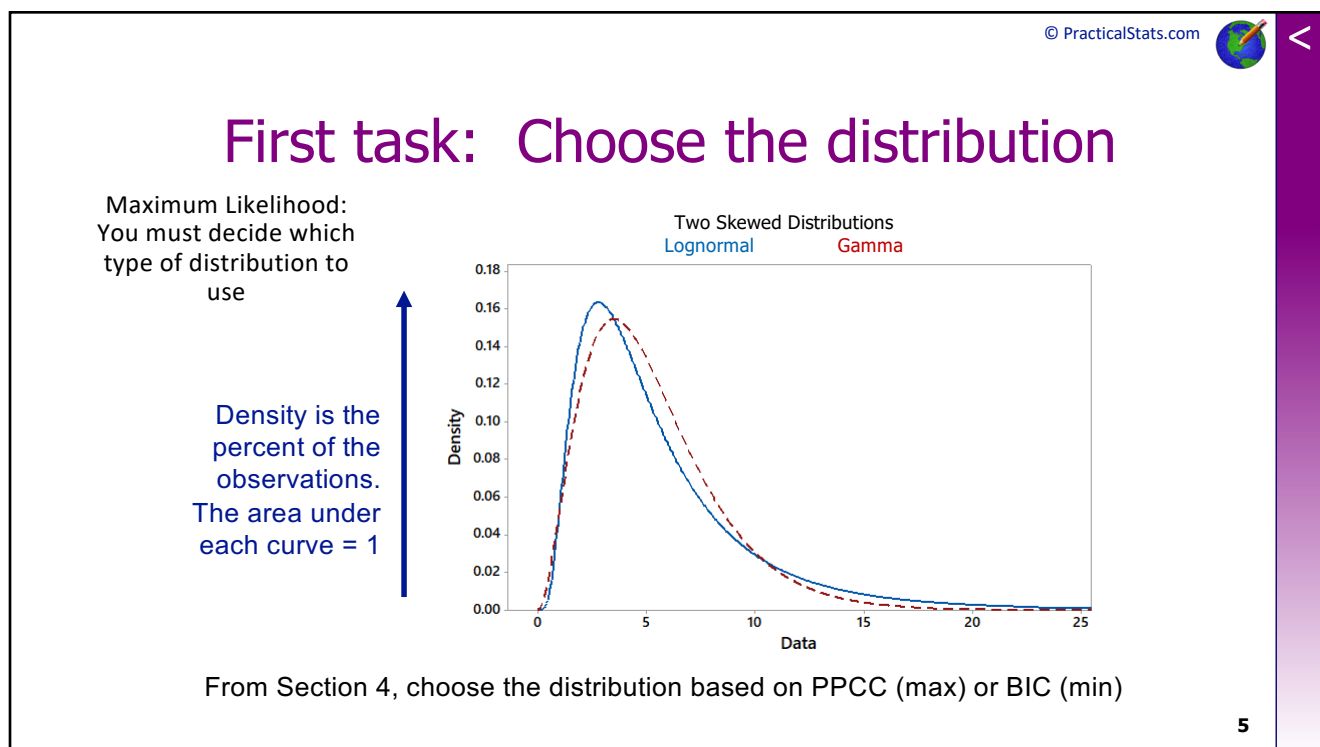 © PracticalStats.com
<
First task: Choose the distribution
Maximum Likelihood:
You must decide which
type of distribution to
use
Density is the
percent of the
observations.
The area under
each curve = 1
Two Skewed Distributions
Lognormal Gamma
0.18
0.16
0.14
0.12
0.10
0.08
0.06
0.04
0.02
0.00
Density
0 5 10 15 20 25
Data
From Section 4, choose the distribution based on PPCC (max) or BIC (min)
5